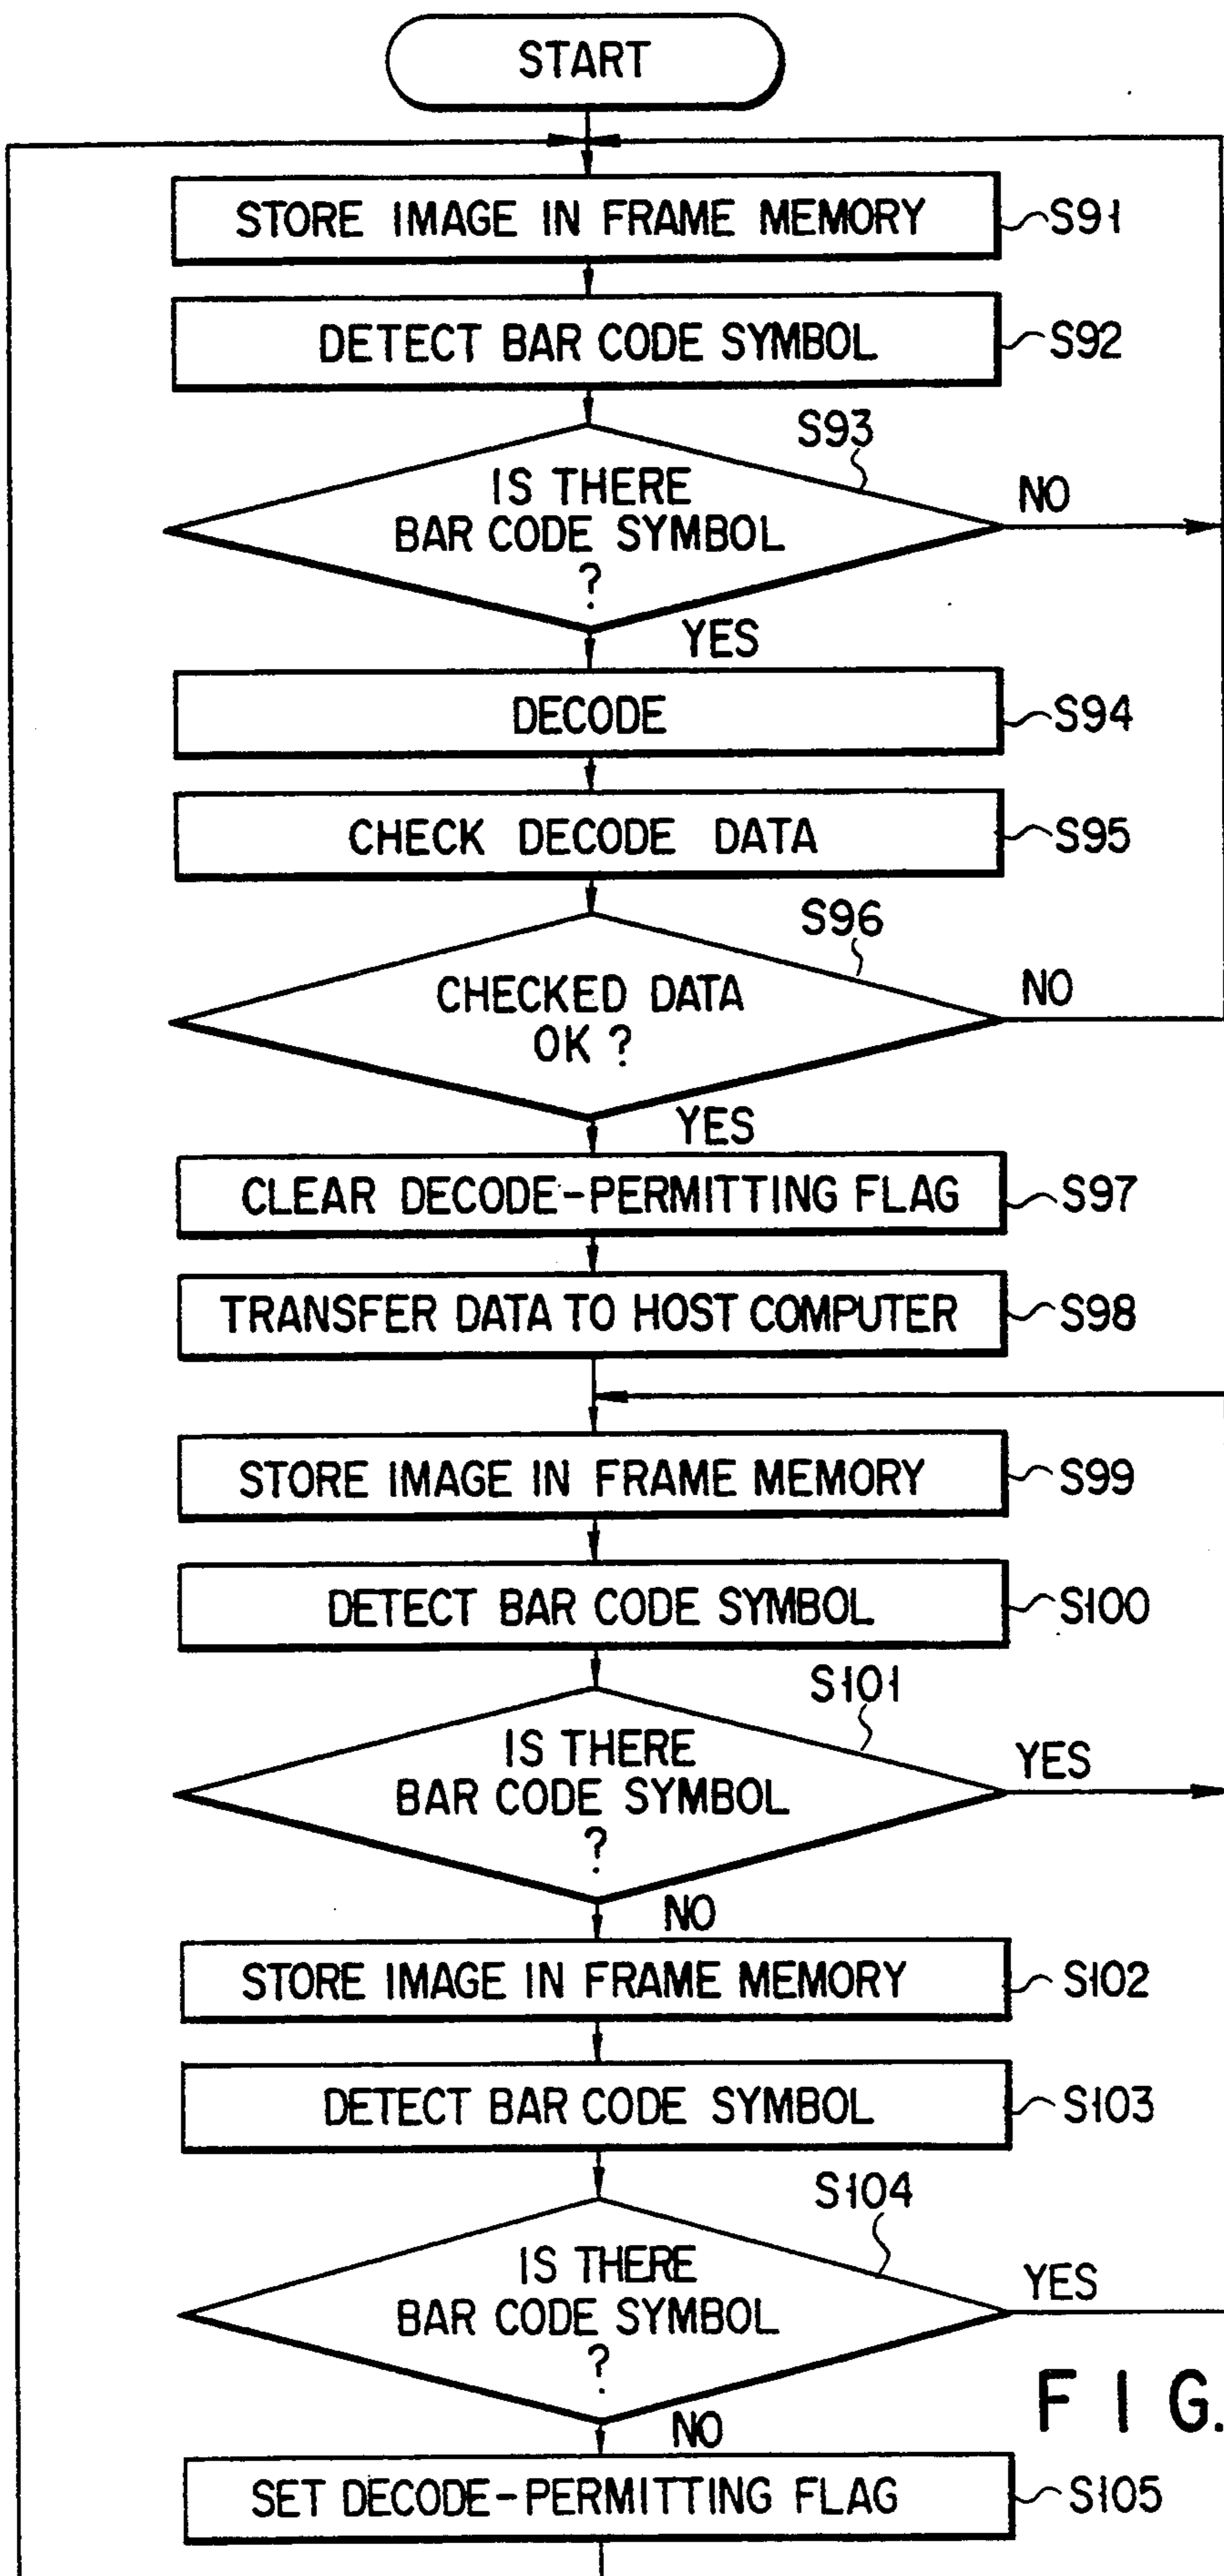 START
STORE IMAGE IN FRAME MEMORY
S91
DETECT BAR CODE SYMBOL
S92
S93
IS THERE
BAR CODE SYMBOL
?
NO
YES
DECODE
S94
CHECK DECODE DATA
S95
S96
CHECKED DATA
OK ?
NO
YES
CLEAR DECODE-PERMITTING FLAG
S97
TRANSFER DATA TO HOST COMPUTER
S98
STORE IMAGE IN FRAME MEMORY
S99
DETECT BAR CODE SYMBOL
S100
S101
IS THERE
BAR CODE SYMBOL
?
YES
NO
STORE IMAGE IN FRAME MEMORY
S102
DETECT BAR CODE SYMBOL
S103
S104
IS THERE
BAR CODE SYMBOL
?
YES
NO
FIG.
SET DECODE-PERMITTING FLAG
S105